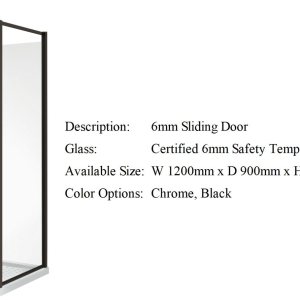 Description: 6mm Sliding Door
Glass: Certified 6mm Safety Temp
Available Size: W 1200mm x D 900mm x H
Color Options: Chrome, Black